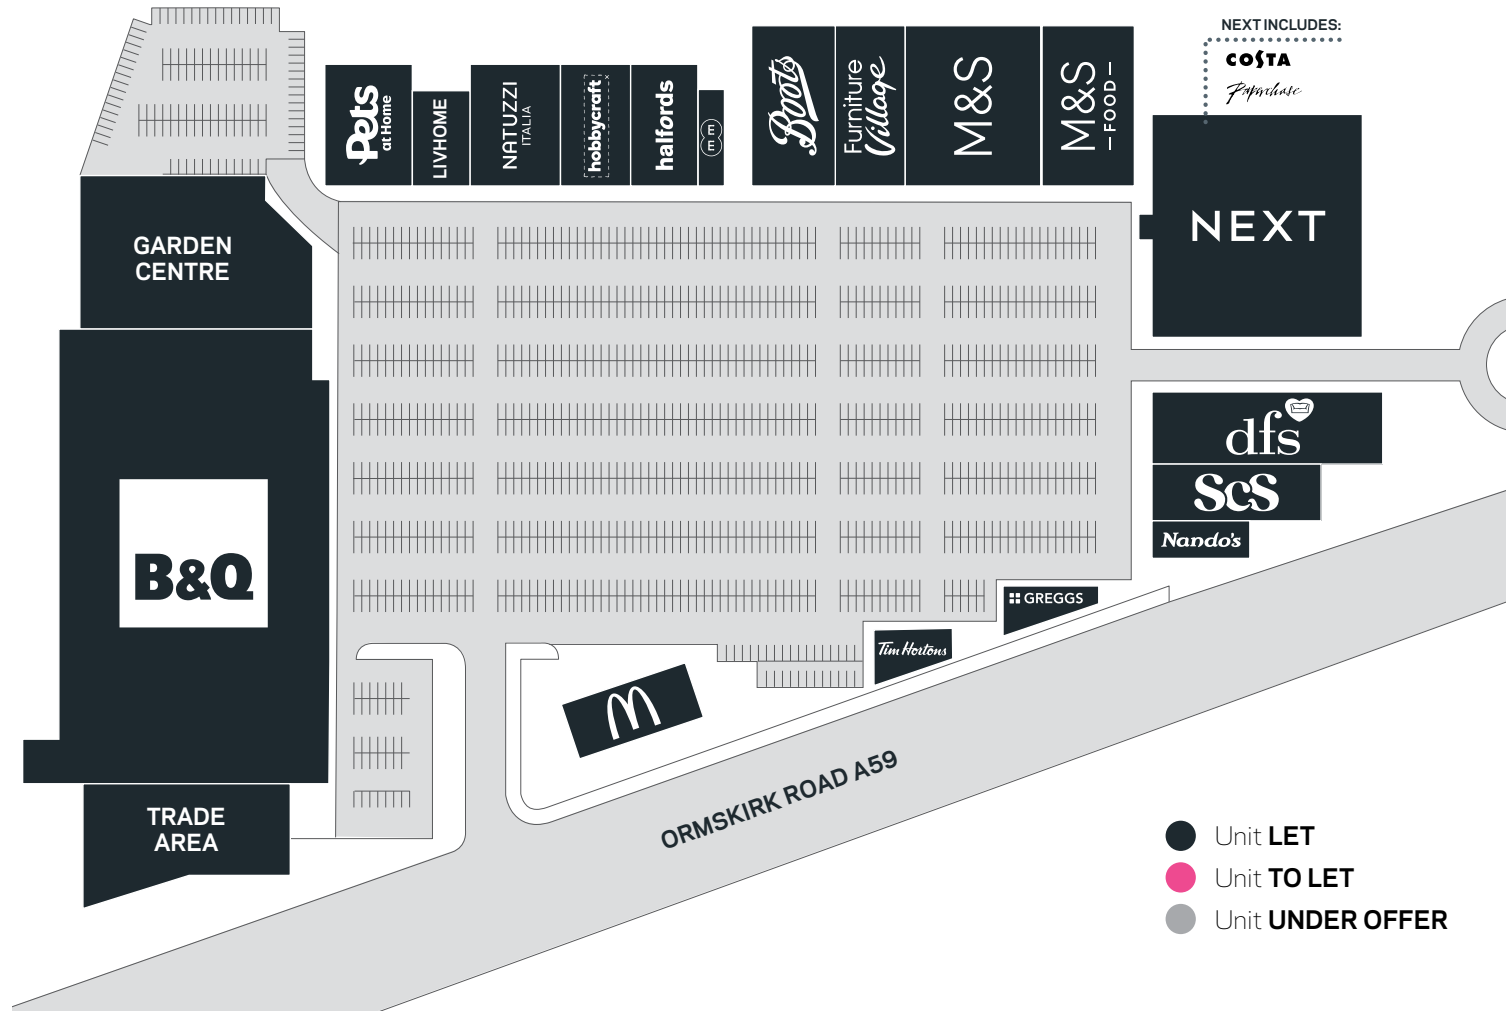 NEXT INCLUDES:
COSTA
Paperchase
Pets
at Home
LIVHOME
NATUZZI
ITALIA
hobbycraft
halfords
EE
Boots
Furniture
Village
M&S
M&S
–FOOD–
NEXT
GARDEN
CENTRE
dfs
ScS
Nando's
B&Q
GREGGS
Tim Hortons
M
ORMSKIRK ROAD A59
TRADE
AREA
Unit LET
Unit TO LET
Unit UNDER OFFER